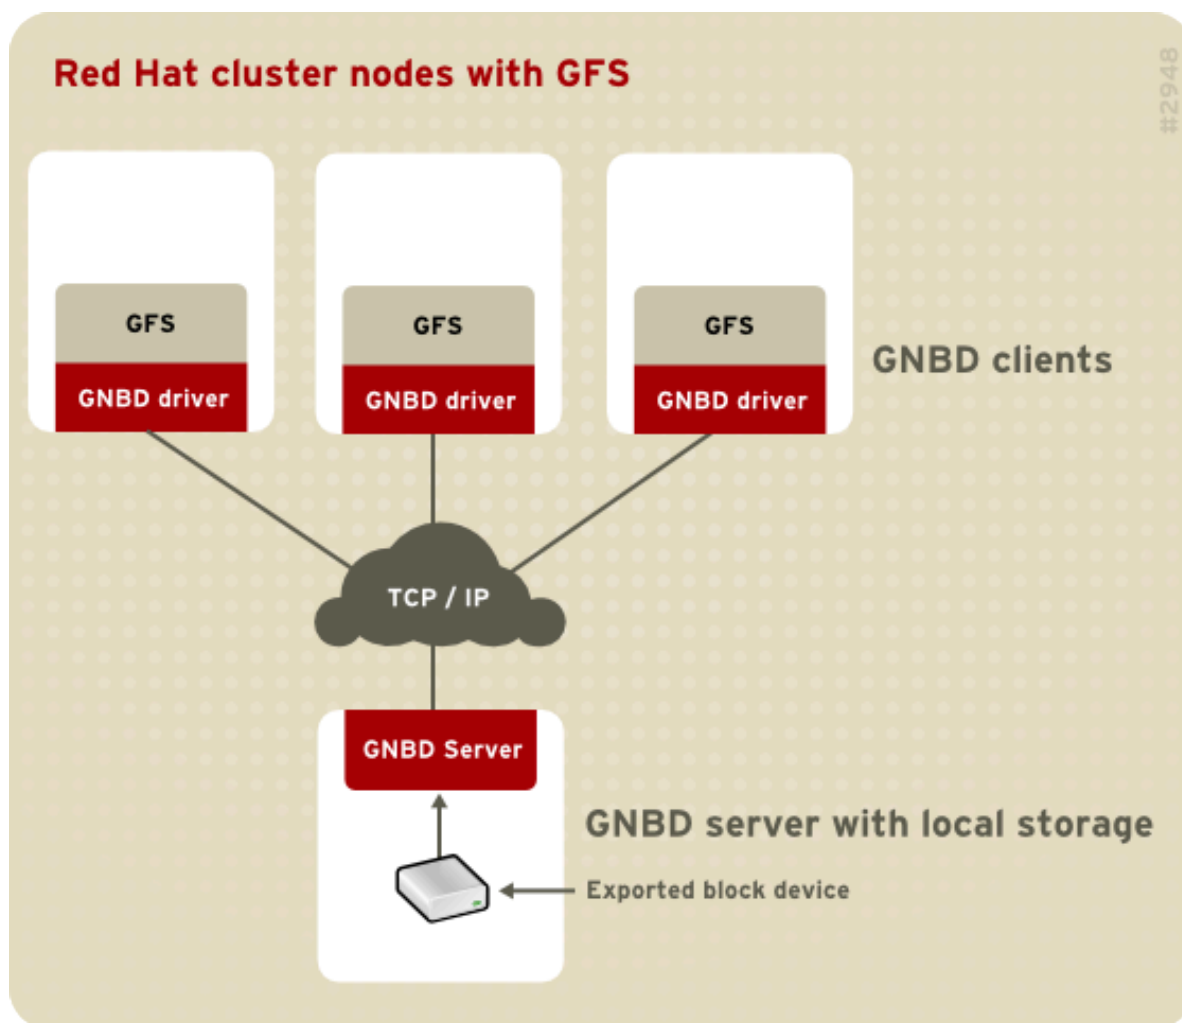 Red Hat cluster nodes with GFS
#2948
GFS
GNBD driver
GFS
GNBD driver
GFS
GNBD driver
GNBD clients
TCP / IP
GNBD Server
GNBD server with local storage
Exported block device